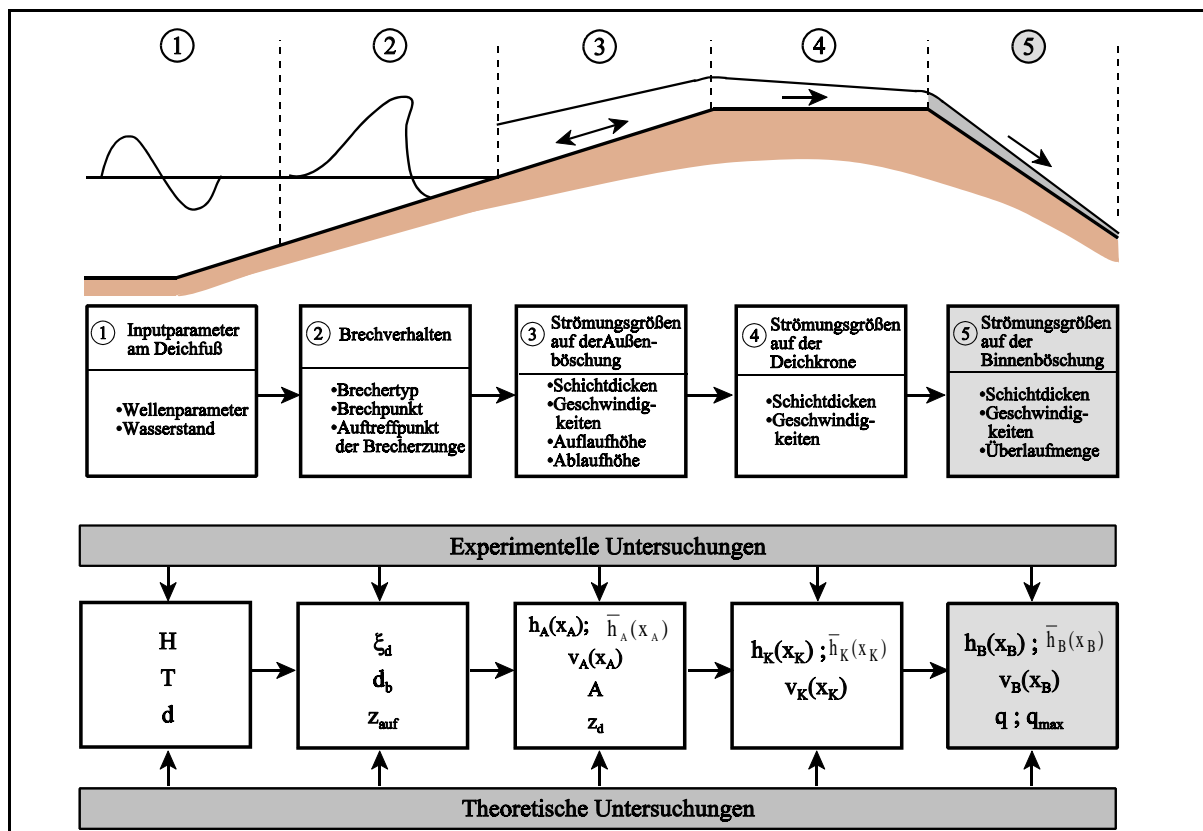 1 2 3 4 5
1 Inputparameter
am Deichfuß
•Wellenparameter
•Wasserstand
2 Brechverhalten
•Brechertyp
•Brechpunkt
•Auftreffpunkt
der Brecherzunge
3 Strömungsgrößen
auf derAußen-
böschung
•Schichtdicken
•Geschwindig-
keiten
•Auflaufhöhe
•Ablaufhöhe
4 Strömungsgrößen
auf der
Deichkrone
•Schichtdicken
•Geschwindig-
keiten
5 Strömungsgrößen
auf der
Binnenböschung
•Schichtdicken
•Geschwindig-
keiten
•Überlaufmenge
Experimentelle Untersuchungen
H
T
d
ξd
db
zauf
hA(xA); h̅A(xA)
vA(xA)
A
zd
hK(xK) ; h̅K(xK)
vK(xK)
hB(xB) ; h̅B(xB)
vB(xB)
q ; qmax
Theoretische Untersuchungen